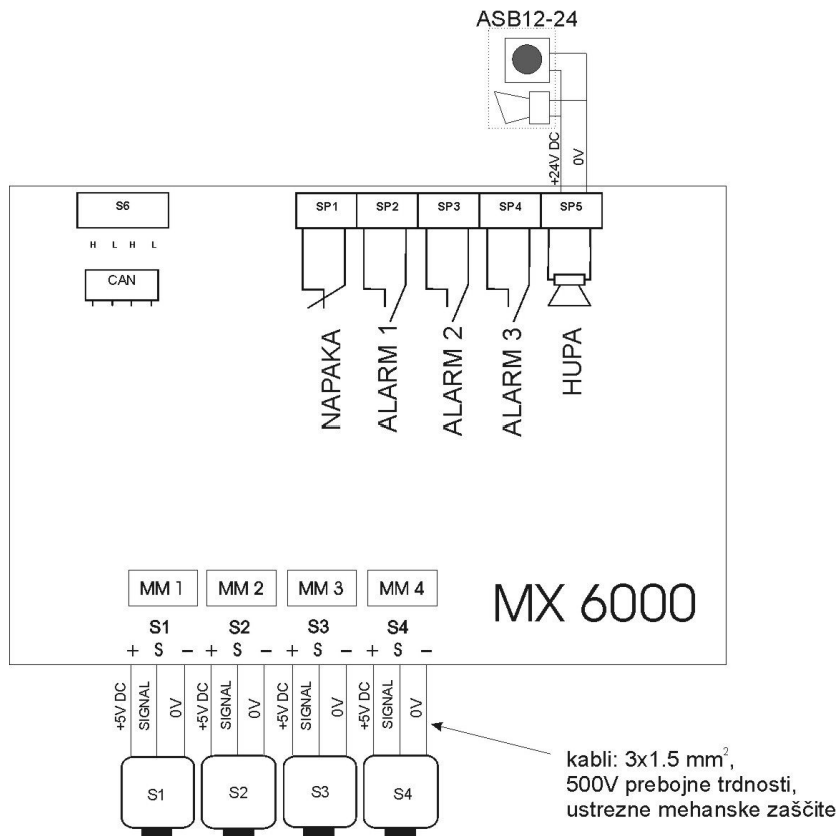 ASB12-24
+24V DC
0V
S6
H L H L
CAN
SP1 SP2 SP3 SP4 SP5
NAPAKA
ALARM 1
ALARM 2
ALARM 3
HUPA
MM 1 MM 2 MM 3 MM 4
MX 6000
S1 S2 S3 S4
+ S − + S − + S − + S −
+5V DC SIGNAL 0V +5V DC SIGNAL 0V +5V DC SIGNAL 0V +5V DC SIGNAL 0V
S1 S2 S3 S4
kabli: 3x1.5 mm²,
500V prebojne trdnosti,
ustrezne mehanske zaščite